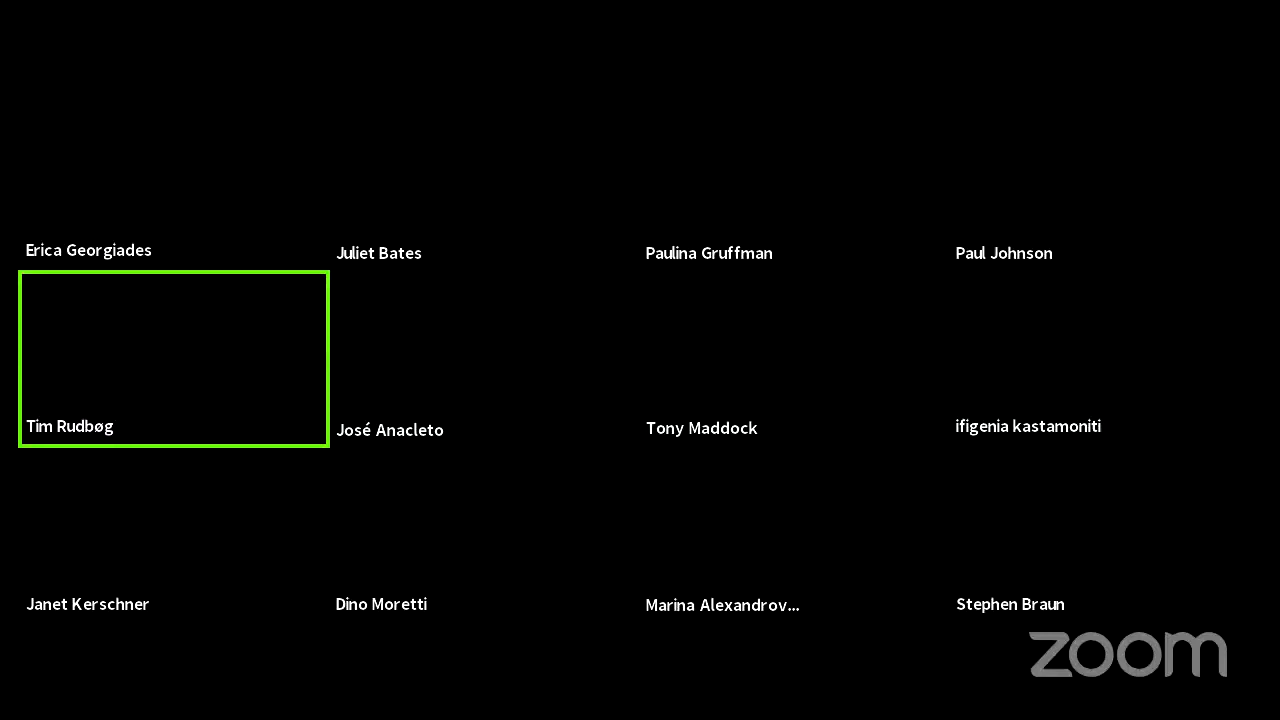 Erica Georgiades
Juliet Bates
Paulina Gruffman
Paul Johnson
Tim Rudbøg
José Anacleto
Tony Maddock
ifigenia kastamoniti
Janet Kerschner
Dino Moretti
Marina Alexandrov...
Stephen Braun
zoom